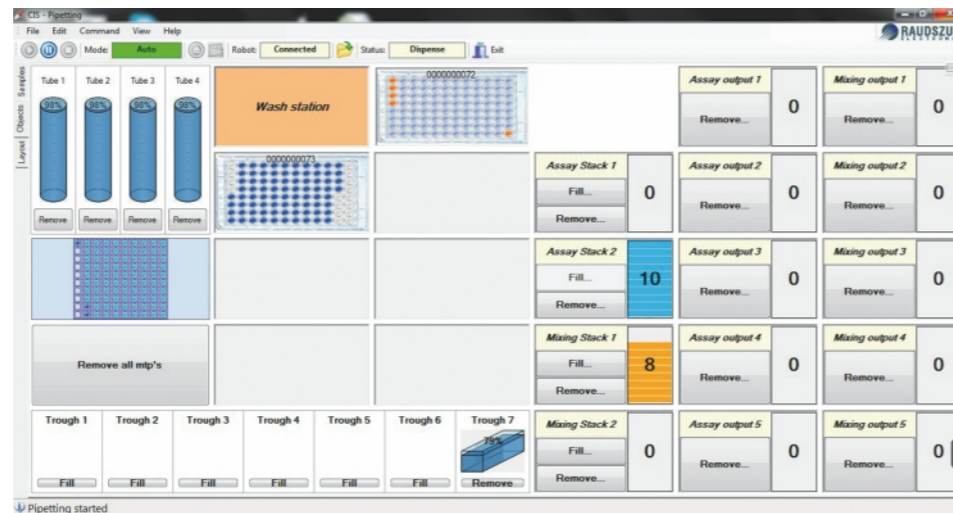 CIS - Pipetting
File Edit Command View Help
Mode: Auto Robot: Connected Status: Dispense Exit
RAUDSZU
ELECTRONIC
Samples
Objects
Layout
Tube 1 Tube 2 Tube 3 Tube 4
98% 98% 98% 98%
Remove Remove Remove Remove
Wash station
0000000072
0000000073
Remove all mtp's
Assay output 1
Remove... 0
Mixing output 1
Remove... 0
Assay Stack 1
Fill... 0
Remove...
Assay output 2
Remove... 0
Mixing output 2
Remove... 0
Assay Stack 2
Fill... 10
Remove...
Assay output 3
Remove... 0
Mixing output 3
Remove... 0
Mixing Stack 1
Fill... 8
Remove...
Assay output 4
Remove... 0
Mixing output 4
Remove... 0
Trough 1 Trough 2 Trough 3 Trough 4 Trough 5 Trough 6 Trough 7
79%
Fill Fill Fill Fill Fill Fill Remove
Mixing Stack 2
Fill... 0
Remove...
Assay output 5
Remove... 0
Mixing output 5
Remove... 0
Pipetting started